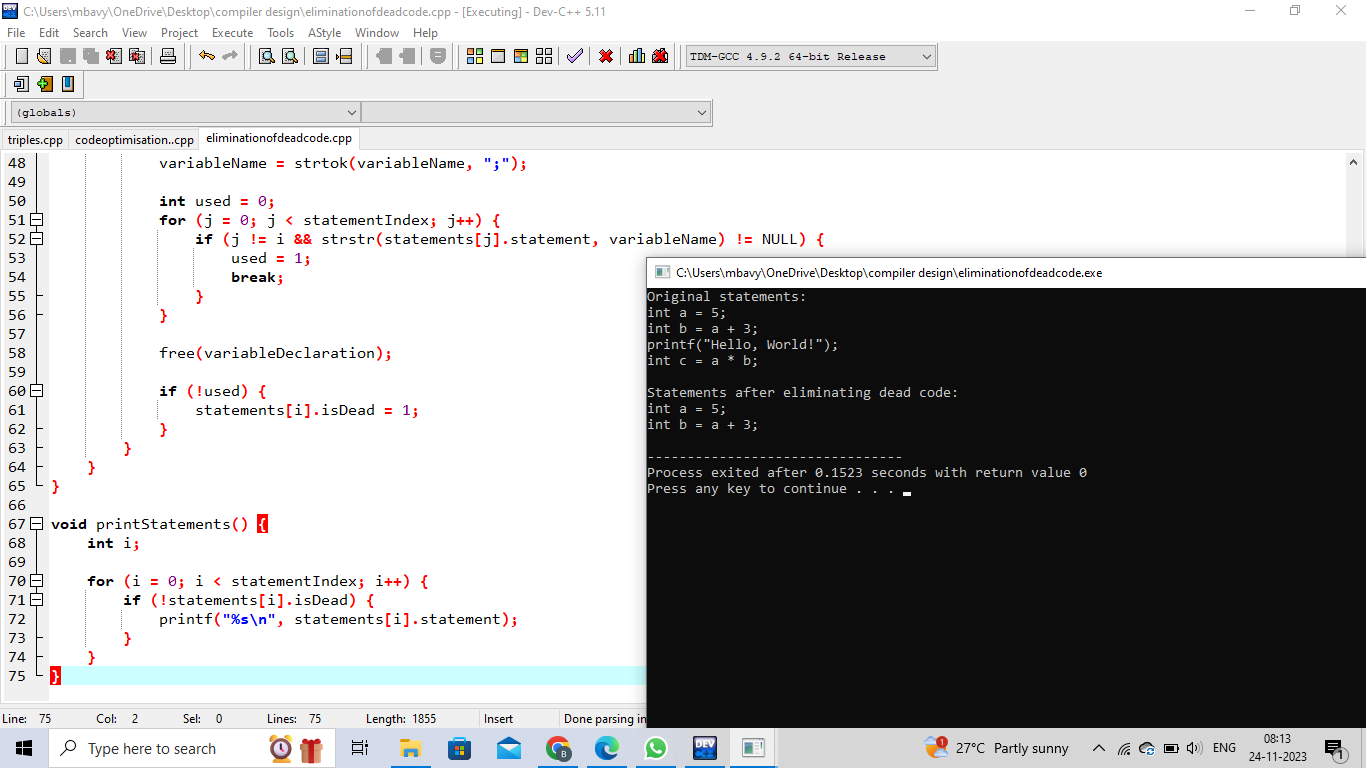 C:\Users\mbavy\OneDrive\Desktop\compiler design\eliminationofdeadcode.cpp - [Executing] - Dev-C++ 5.11
File Edit Search View Project Execute Tools AStyle Window Help
TDM-GCC 4.9.2 64-bit Release
(globals)
triples.cpp codeoptimisation..cpp eliminationofdeadcode.cpp
48 variableName = strtok(variableName, ";");
49
50 int used = 0;
51 for (j = 0; j < statementIndex; j++) {
52 if (j != i && strstr(statements[j].statement, variableName) != NULL) {
53 used = 1;
54 break;
55 }
56 }
57
58 free(variableDeclaration);
59
60 if (!used) {
61 statements[i].isDead = 1;
62 }
63 }
64 }
65 }
66
67 void printStatements() {
68 int i;
69
70 for (i = 0; i < statementIndex; i++) {
71 if (!statements[i].isDead) {
72 printf("%s\n", statements[i].statement);
73 }
74 }
75 }
C:\Users\mbavy\OneDrive\Desktop\compiler design\eliminationofdeadcode.exe
Original statements:
int a = 5;
int b = a + 3;
printf("Hello, World!");
int c = a * b;

Statements after eliminating dead code:
int a = 5;
int b = a + 3;

--------------------------------
Process exited after 0.1523 seconds with return value 0
Press any key to continue . . .
Line: 75 Col: 2 Sel: 0 Lines: 75 Length: 1855 Insert Done parsing in
Type here to search
DEV
B
1
27°C Partly sunny
ENG
08:13
24-11-2023
1